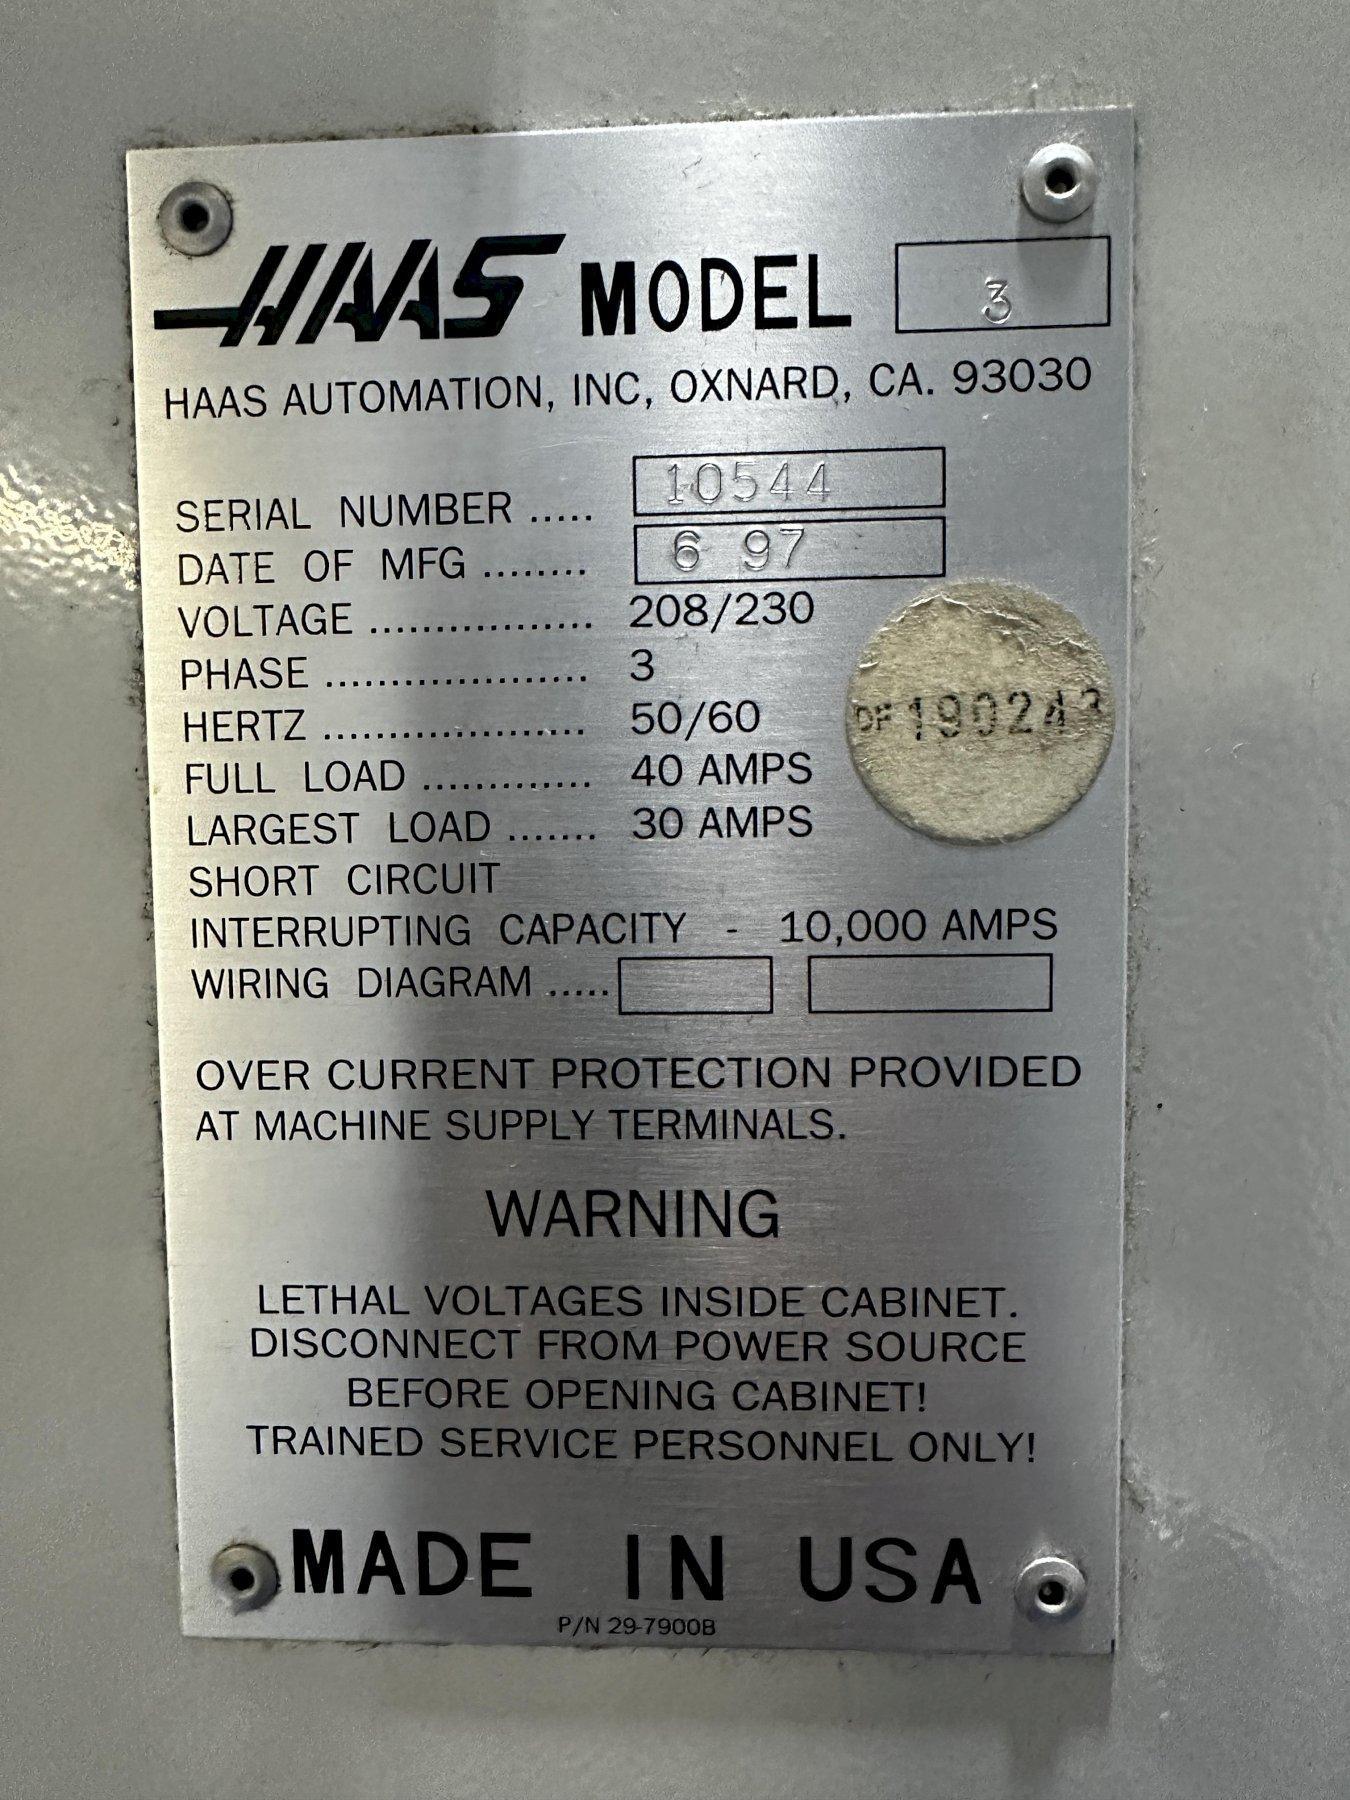 HAAS MODEL 3
HAAS AUTOMATION, INC, OXNARD, CA. 93030
SERIAL NUMBER ..... 10544
DATE OF MFG ........ 6 97
VOLTAGE ................. 208/230
PHASE .................... 3
HERTZ .................... 50/60
FULL LOAD ............. 40 AMPS
LARGEST LOAD ....... 30 AMPS
SHORT CIRCUIT
INTERRUPTING CAPACITY - 10,000 AMPS
WIRING DIAGRAM .....
OF 190243
OVER CURRENT PROTECTION PROVIDED
AT MACHINE SUPPLY TERMINALS.
WARNING
LETHAL VOLTAGES INSIDE CABINET.
DISCONNECT FROM POWER SOURCE
BEFORE OPENING CABINET!
TRAINED SERVICE PERSONNEL ONLY!
MADE IN USA
P/N 29-7900B